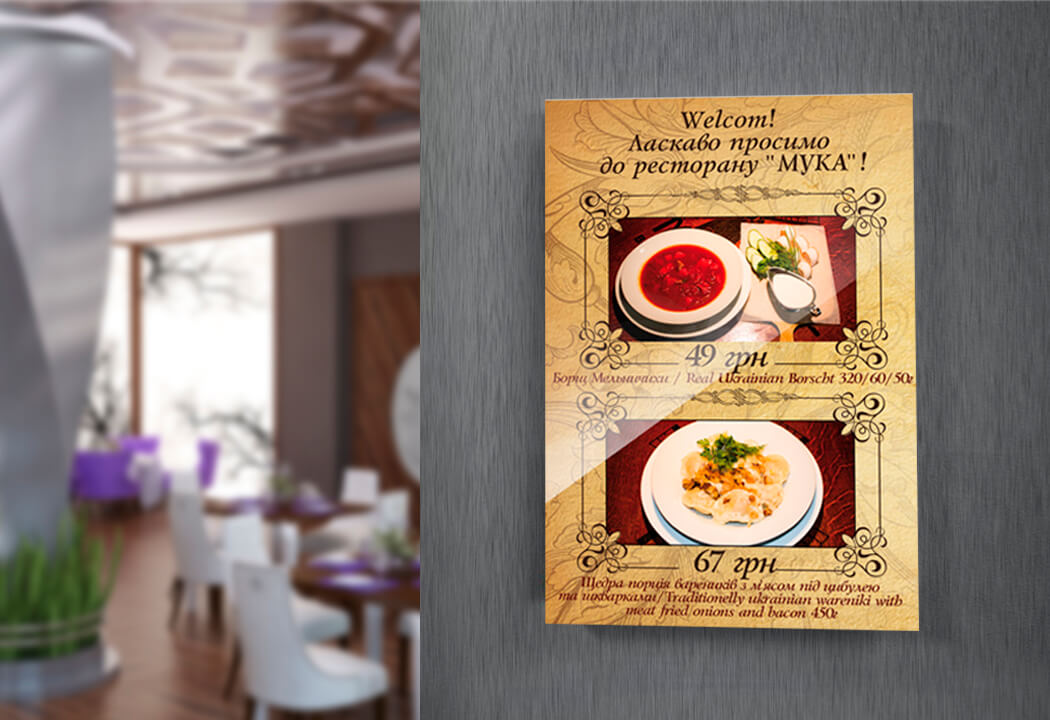 Welcom!
Ласкаво просимо
до ресторану "МУКА"!
49 грн
Борщ Мельничихи / Real Ukrainian Borscht 320/60/50г
67 грн
Щедра порція вареників з м'ясом під цибулею
та шкварками/Traditionelly ukrainian wareniki with
meat fried onions and bacon 450г